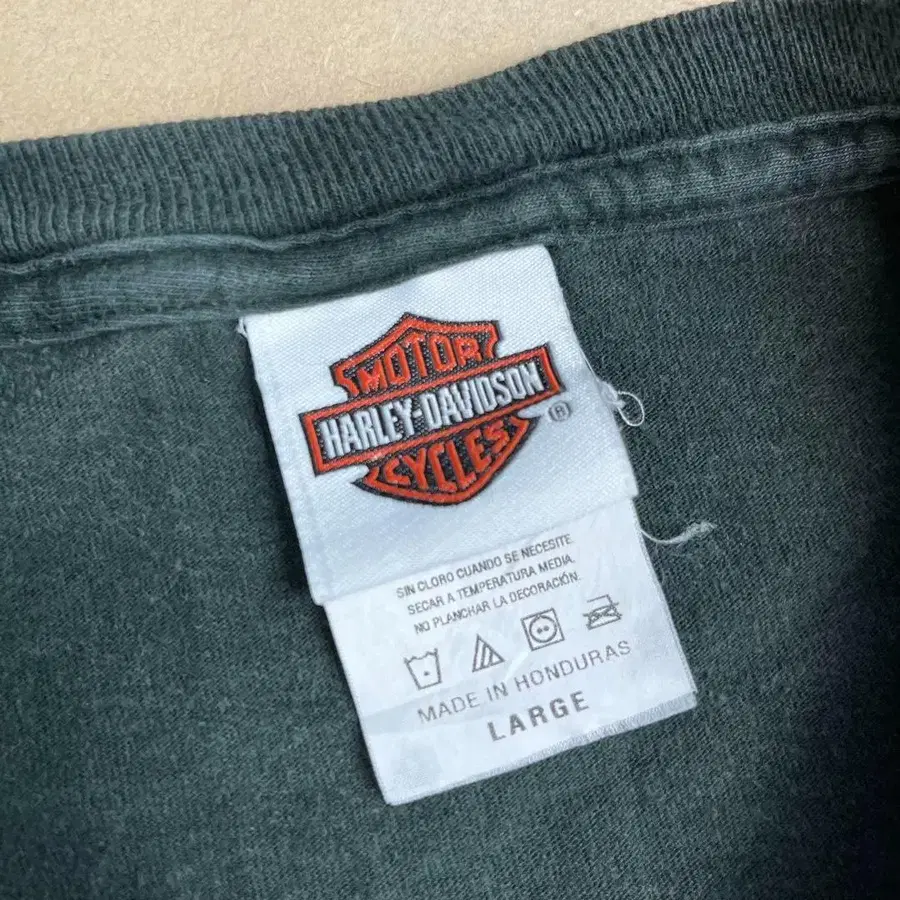 MOTOR
HARLEY-DAVIDSON
®
CYCLES
SIN CLORO CUANDO SE NECESITE.
SECAR A TEMPERATURA MEDIA.
NO PLANCHAR LA DECORACIÓN.
MADE IN HONDURAS
LARGE